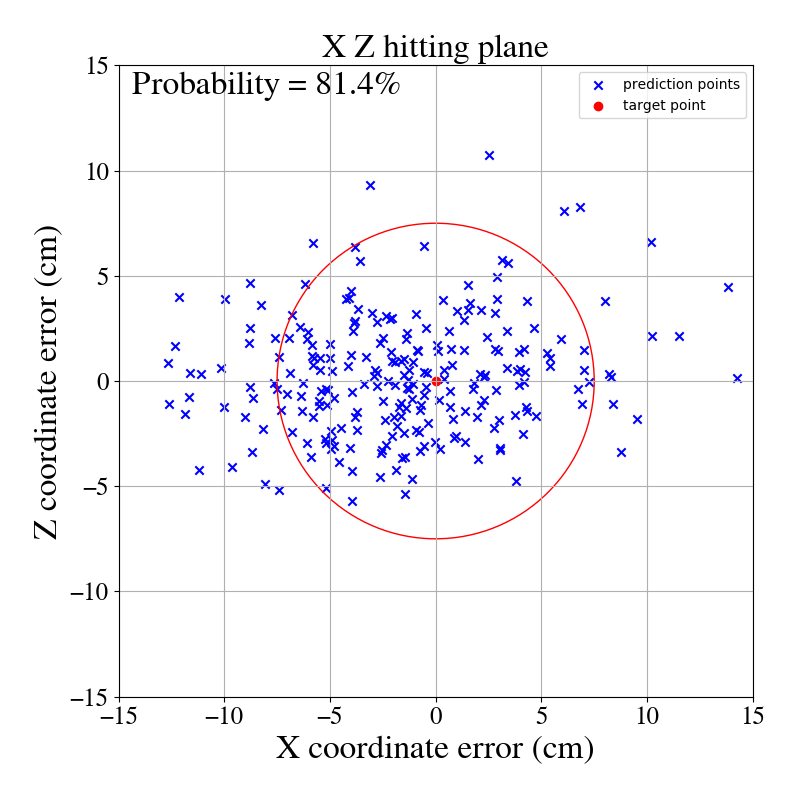 X Z hitting plane
Probability = 81.4%
prediction points
target point
15
10
5
0
−5
−10
−15
Z coordinate error (cm)
−15 −10 −5 0 5 10 15
X coordinate error (cm)